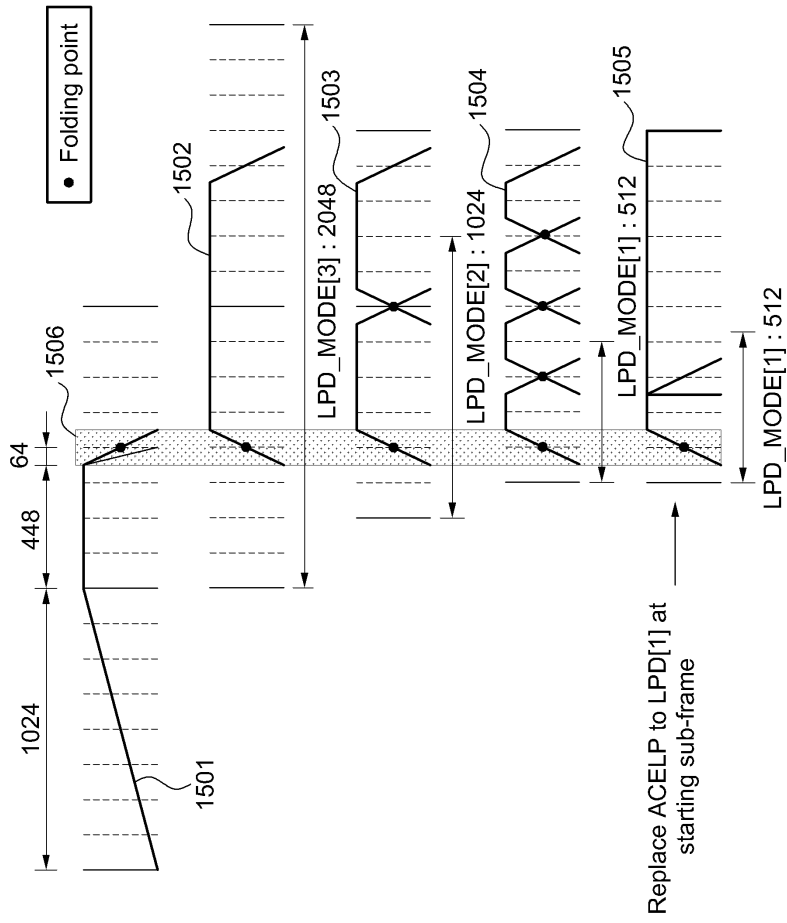 ● Folding point
1506
64
448
1024
1501
1502
LPD_MODE[3] : 2048
1503
LPD_MODE[2] : 1024
1504
LPD_MODE[1] : 512
1505
LPD_MODE[1] : 512
Replace ACELP to LPD[1] at
starting sub-frame